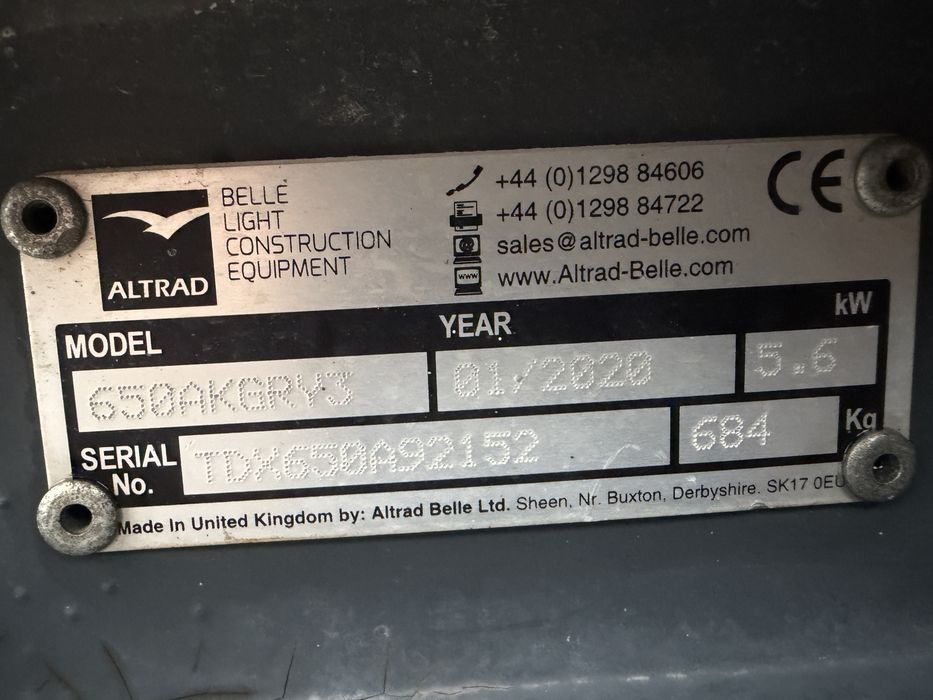 ALTRAD
BELLE
LIGHT
CONSTRUCTION
EQUIPMENT
+44 (0)1298 84606
+44 (0)1298 84722
sales@altrad-belle.com
www
www.Altrad-Belle.com
CE
MODEL
650AKGRY3
YEAR
01/2020
kW
5.6
SERIAL
No.
TDX650A92152
684
Kg
Made In United Kingdom by: Altrad Belle Ltd. Sheen, Nr. Buxton, Derbyshire. SK17 0EU